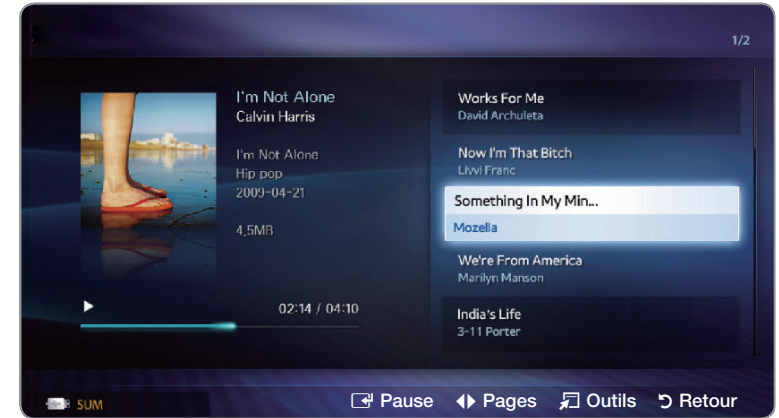 1/2
I'm Not Alone
Calvin Harris
I'm Not Alone
Hip pop
2009-04-21
4,5MB
02:14 / 04:10
Works For Me
David Archuleta
Now I'm That Bitch
Livvi Franc
Something In My Min...
Mozella
We're From America
Marilyn Manson
India's Life
3-11 Porter
SUM
Pause
Pages
Outils
Retour